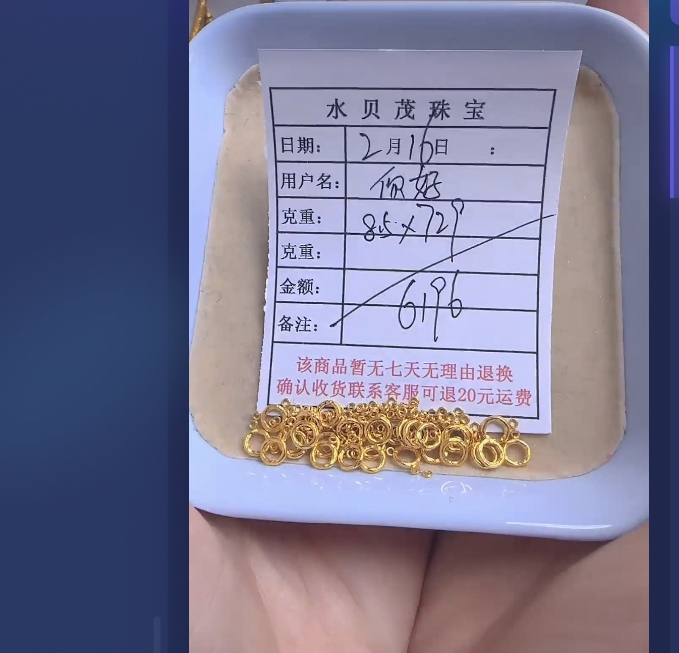 水贝茂珠宝
日期: 2月16日 :
用户名: 你好
克重: 8.5×729
克重:
金额: 6196
备注:
该商品暂无七天无理由退换
确认收货联系客服可退20元运费